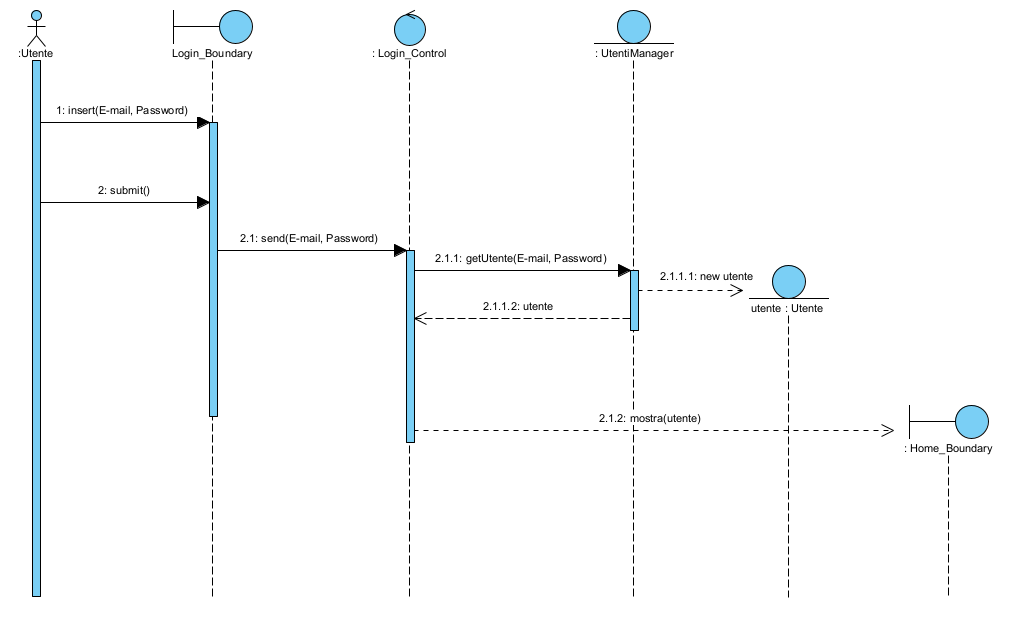 :Utente
Login_Boundary
: Login_Control
: UtentiManager
1: insert(E-mail, Password)
2: submit()
2.1: send(E-mail, Password)
2.1.1: getUtente(E-mail, Password)
2.1.1.1: new utente
utente : Utente
2.1.1.2: utente
2.1.2: mostra(utente)
: Home_Boundary